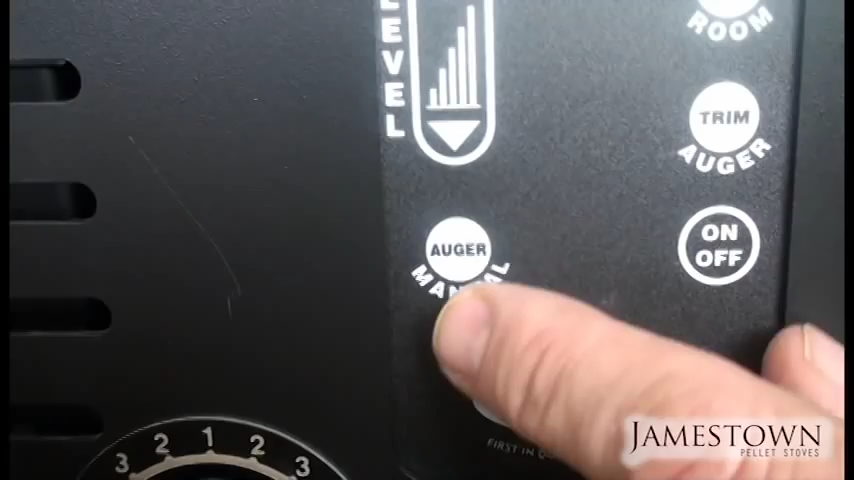 LEVEL
ROOM
TRIM
AUGER
AUGER
ON
OFF
FIRST IN
3 2 1 2 3
JAMESTOWN
PELLET STOVES